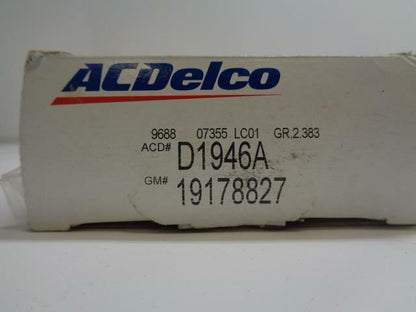 ACDelco
9688 07355 LC01 GR.2.383
ACD# D1946A
GM# 19178827